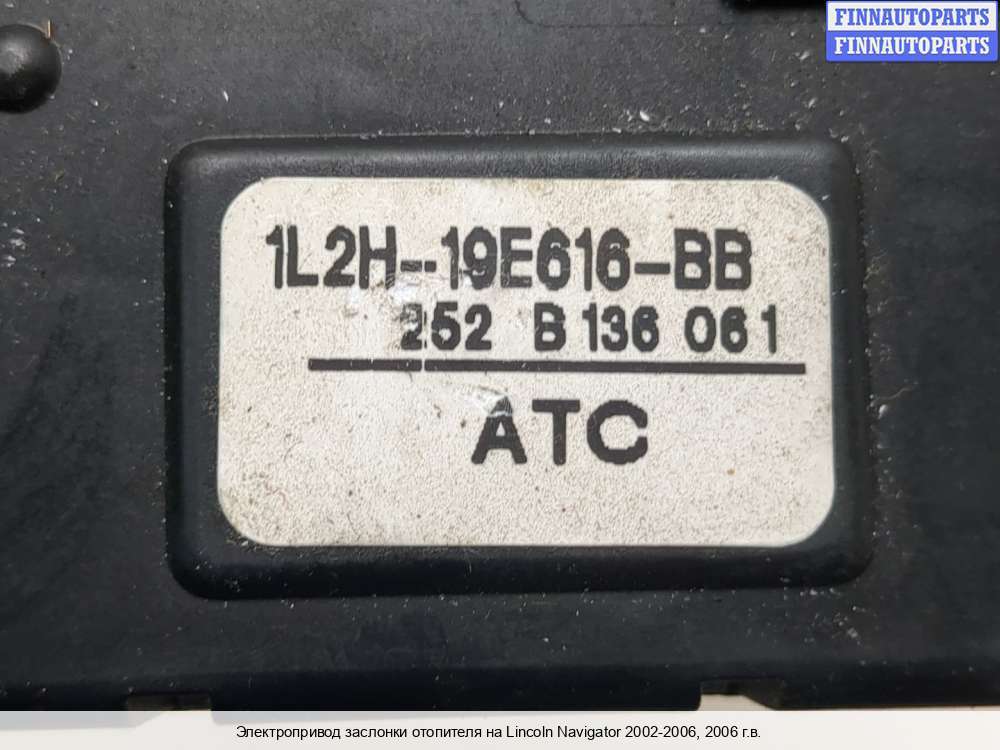 FINNAUTOPARTS
FINNAUTOPARTS
1L2H-19E616-BB
252 B 136 061
ATC
Электропривод заслонки отопителя на Lincoln Navigator 2002-2006, 2006 г.в.